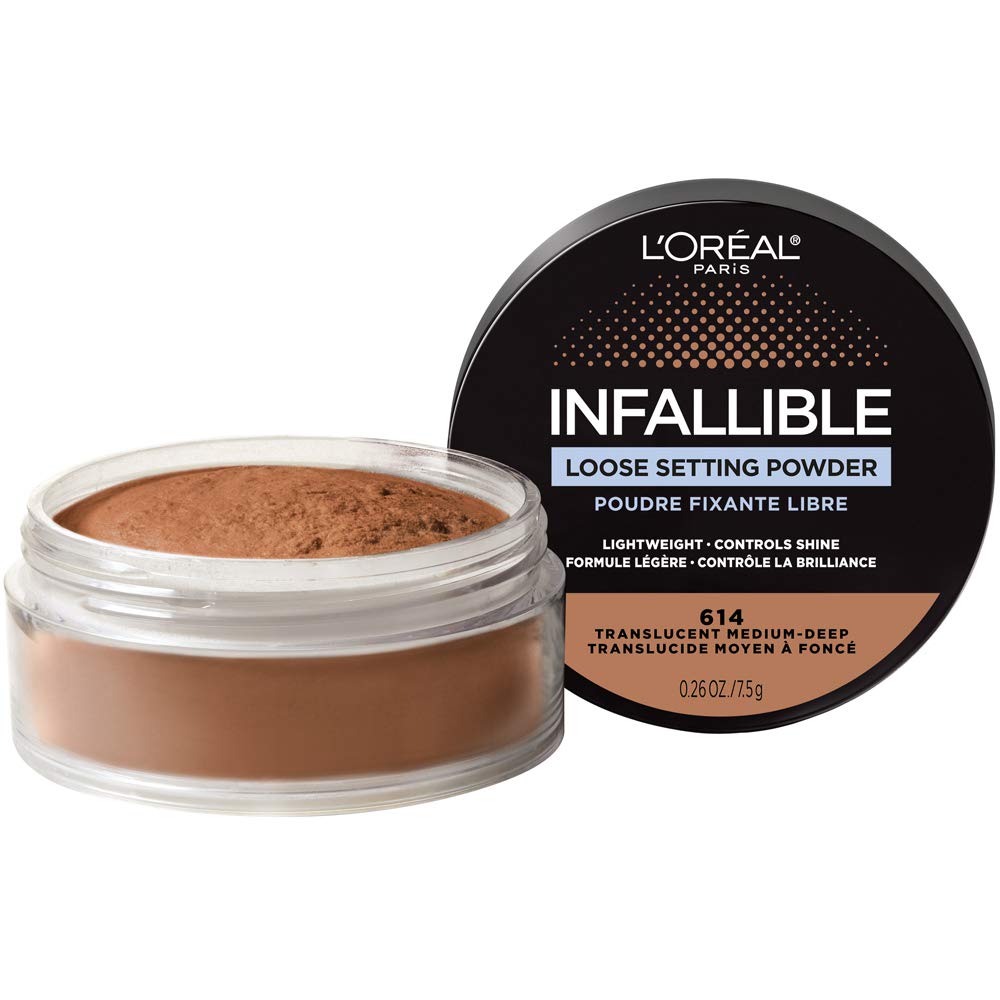 L'ORÉAL®
PARiS
INFALLIBLE
LOOSE SETTING POWDER
POUDRE FIXANTE LIBRE
LIGHTWEIGHT • CONTROLS SHINE
FORMULE LÉGÈRE • CONTRÔLE LA BRILLIANCE
614
TRANSLUCENT MEDIUM-DEEP
TRANSLUCIDE MOYEN À FONCÉ
0.26 OZ./7.5g